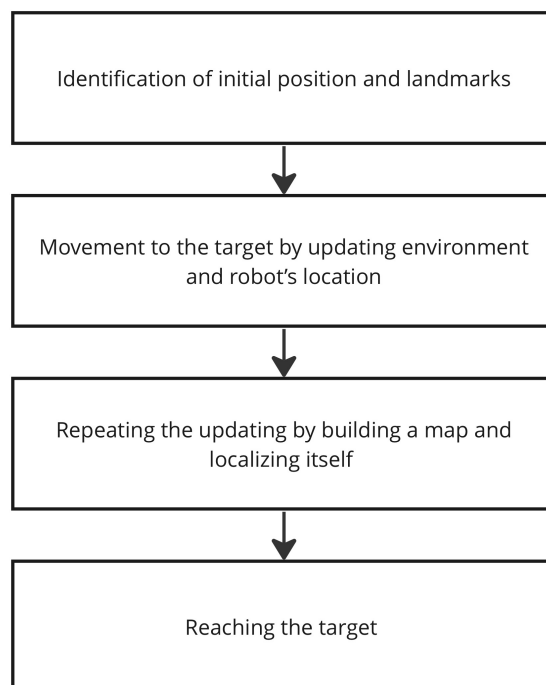 Identification of initial position and landmarks
Movement to the target by updating environment
and robot’s location
Repeating the updating by building a map and
localizing itself
Reaching the target